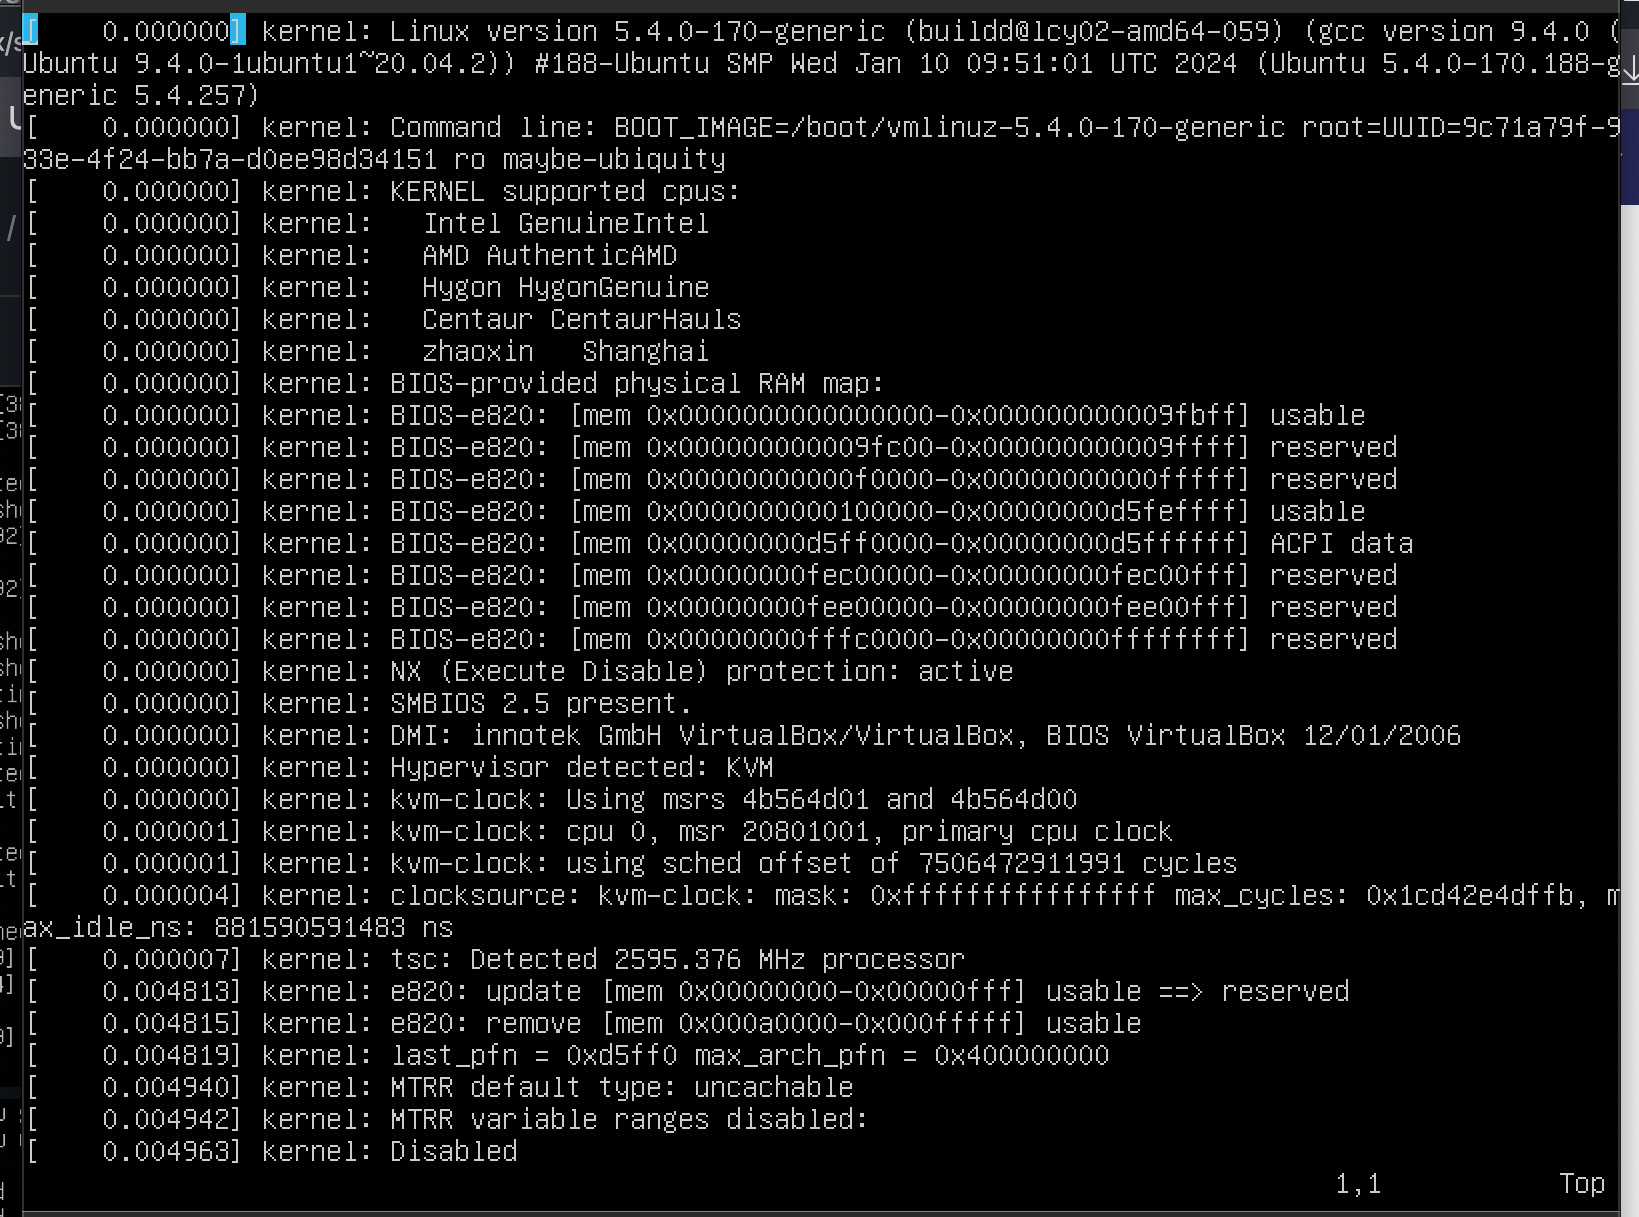 [    0.000000] kernel: Linux version 5.4.0-170-generic (buildd@lcy02-amd64-059) (gcc version 9.4.0 (
Ubuntu 9.4.0-1ubuntu1~20.04.2)) #188-Ubuntu SMP Wed Jan 10 09:51:01 UTC 2024 (Ubuntu 5.4.0-170.188-g
eneric 5.4.257)
[    0.000000] kernel: Command line: BOOT_IMAGE=/boot/vmlinuz-5.4.0-170-generic root=UUID=9c71a79f-9
33e-4f24-bb7a-d0ee98d34151 ro maybe-ubiquity
[    0.000000] kernel: KERNEL supported cpus:
[    0.000000] kernel:   Intel GenuineIntel
[    0.000000] kernel:   AMD AuthenticAMD
[    0.000000] kernel:   Hygon HygonGenuine
[    0.000000] kernel:   Centaur CentaurHauls
[    0.000000] kernel:   zhaoxin   Shanghai
[    0.000000] kernel: BIOS-provided physical RAM map:
[    0.000000] kernel: BIOS-e820: [mem 0x0000000000000000-0x000000000009fbff] usable
[    0.000000] kernel: BIOS-e820: [mem 0x000000000009fc00-0x000000000009ffff] reserved
[    0.000000] kernel: BIOS-e820: [mem 0x00000000000f0000-0x00000000000fffff] reserved
[    0.000000] kernel: BIOS-e820: [mem 0x0000000000100000-0x00000000d5feffff] usable
[    0.000000] kernel: BIOS-e820: [mem 0x00000000d5ff0000-0x00000000d5ffffff] ACPI data
[    0.000000] kernel: BIOS-e820: [mem 0x00000000fec00000-0x00000000fec00fff] reserved
[    0.000000] kernel: BIOS-e820: [mem 0x00000000fee00000-0x00000000fee00fff] reserved
[    0.000000] kernel: BIOS-e820: [mem 0x00000000fffc0000-0x00000000ffffffff] reserved
[    0.000000] kernel: NX (Execute Disable) protection: active
[    0.000000] kernel: SMBIOS 2.5 present.
[    0.000000] kernel: DMI: innotek GmbH VirtualBox/VirtualBox, BIOS VirtualBox 12/01/2006
[    0.000000] kernel: Hypervisor detected: KVM
[    0.000000] kernel: kvm-clock: Using msrs 4b564d01 and 4b564d00
[    0.000001] kernel: kvm-clock: cpu 0, msr 20801001, primary cpu clock
[    0.000001] kernel: kvm-clock: using sched offset of 7506472911991 cycles
[    0.000004] kernel: clocksource: kvm-clock: mask: 0xffffffffffffffff max_cycles: 0x1cd42e4dffb, m
ax_idle_ns: 881590591483 ns
[    0.000007] kernel: tsc: Detected 2595.376 MHz processor
[    0.004813] kernel: e820: update [mem 0x00000000-0x00000fff] usable ==> reserved
[    0.004815] kernel: e820: remove [mem 0x000a0000-0x000fffff] usable
[    0.004819] kernel: last_pfn = 0xd5ff0 max_arch_pfn = 0x400000000
[    0.004940] kernel: MTRR default type: uncachable
[    0.004942] kernel: MTRR variable ranges disabled:
[    0.004963] kernel: Disabled
1,1 Top